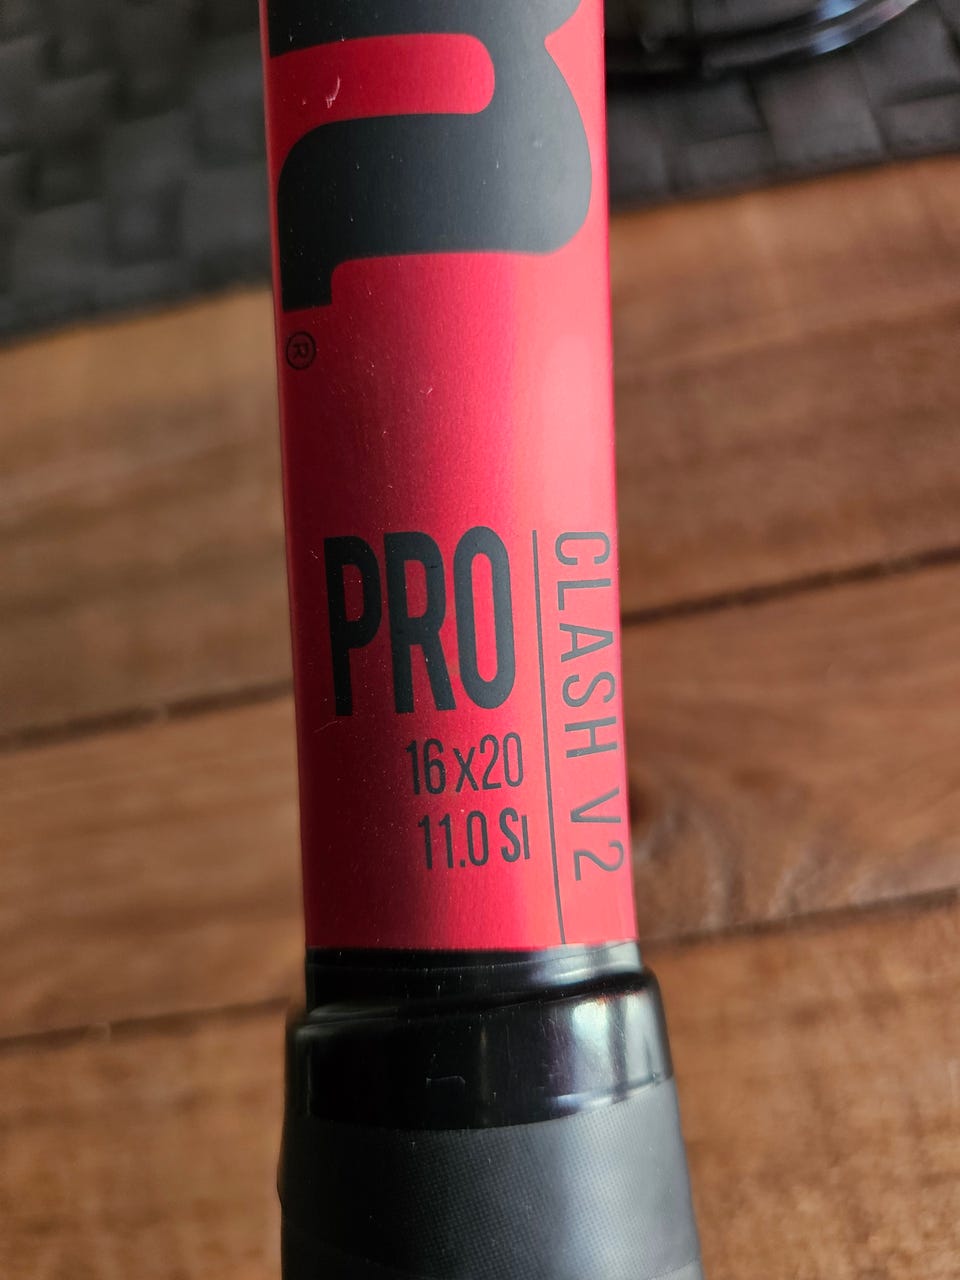 n
®
PRO
16x20
11.0 SI
CLASH V2